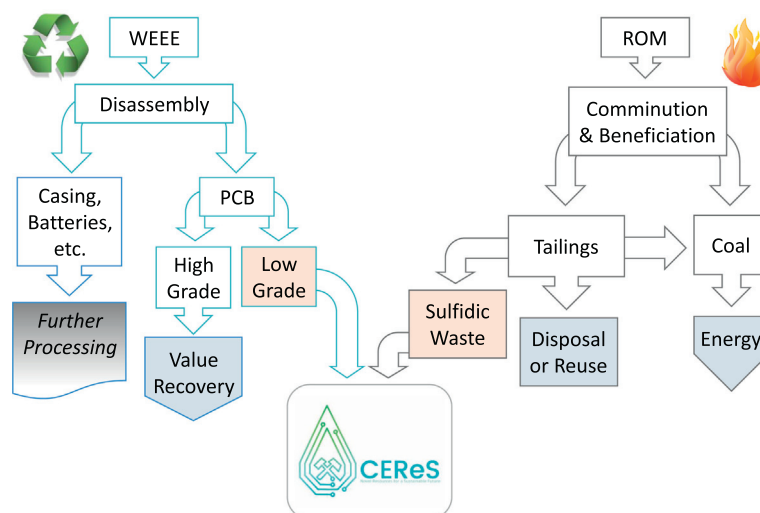 WEEE
ROM
Disassembly
Comminution
& Beneficiation
Casing,
Batteries,
etc.
PCB
High
Grade
Low
Grade
Tailings
Coal
Further
Processing
Value
Recovery
Sulfidic
Waste
Disposal
or Reuse
Energy
CEReS